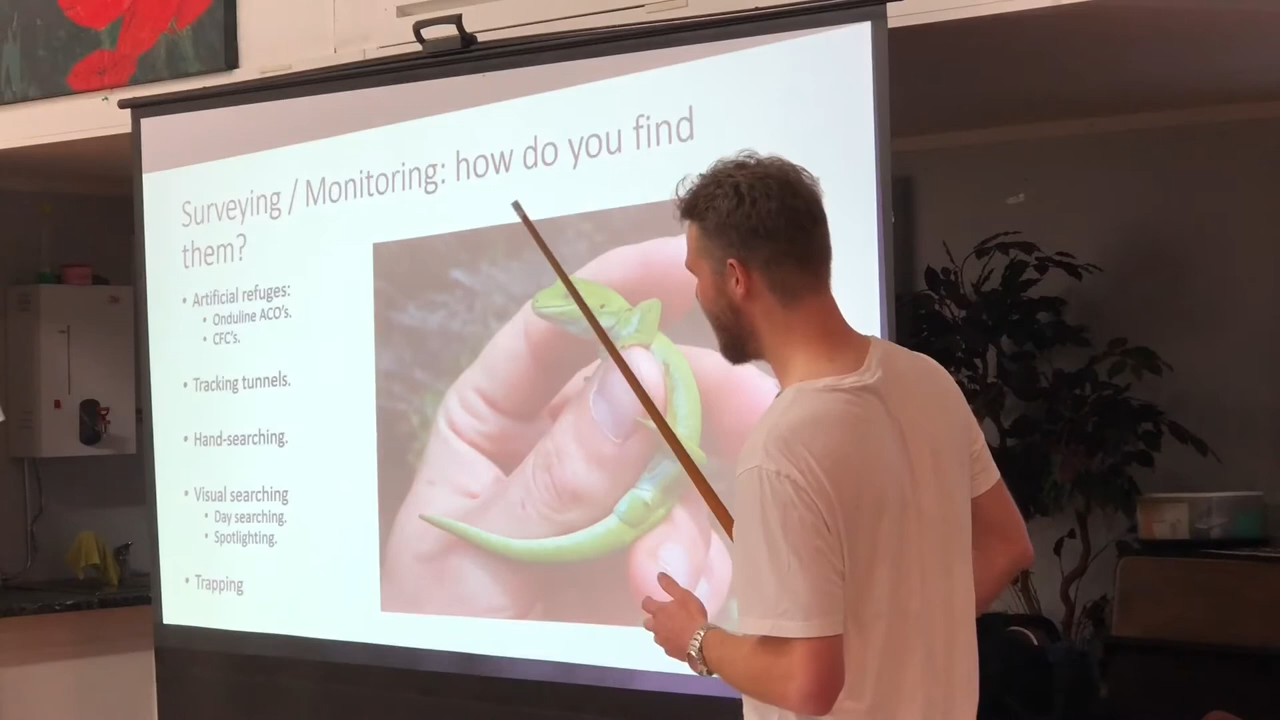 Surveying / Monitoring: how do you find
them?
• Artificial refuges:
• Onduline ACO's.
• CFC's.
• Tracking tunnels.
• Hand-searching.
• Visual searching
• Day searching.
• Spotlighting.
• Trapping